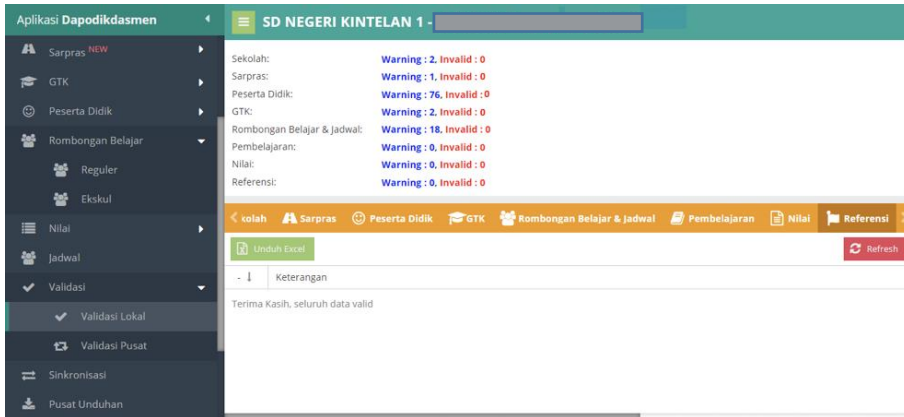 Aplikasi Dapodikdasmen
SD NEGERI KINTELAN 1 -
Sarpras NEW
GTK
Peserta Didik
Rombongan Belajar
Reguler
Ekskul
Nilai
Jadwal
Validasi
Validasi Lokal
Validasi Pusat
Sinkronisasi
Pusat Unduhan
Sekolah: Warning : 2, Invalid : 0
Sarpras: Warning : 1, Invalid : 0
Peserta Didik: Warning : 76, Invalid : 0
GTK: Warning : 2, Invalid : 0
Rombongan Belajar & Jadwal: Warning : 18, Invalid : 0
Pembelajaran: Warning : 0, Invalid : 0
Nilai: Warning : 0, Invalid : 0
Referensi: Warning : 0, Invalid : 0
kolah Sarpras Peserta Didik GTK Rombongan Belajar & Jadwal Pembelajaran Nilai Referensi
Unduh Excel Refresh
- ↓ Keterangan
Terima Kasih, seluruh data valid